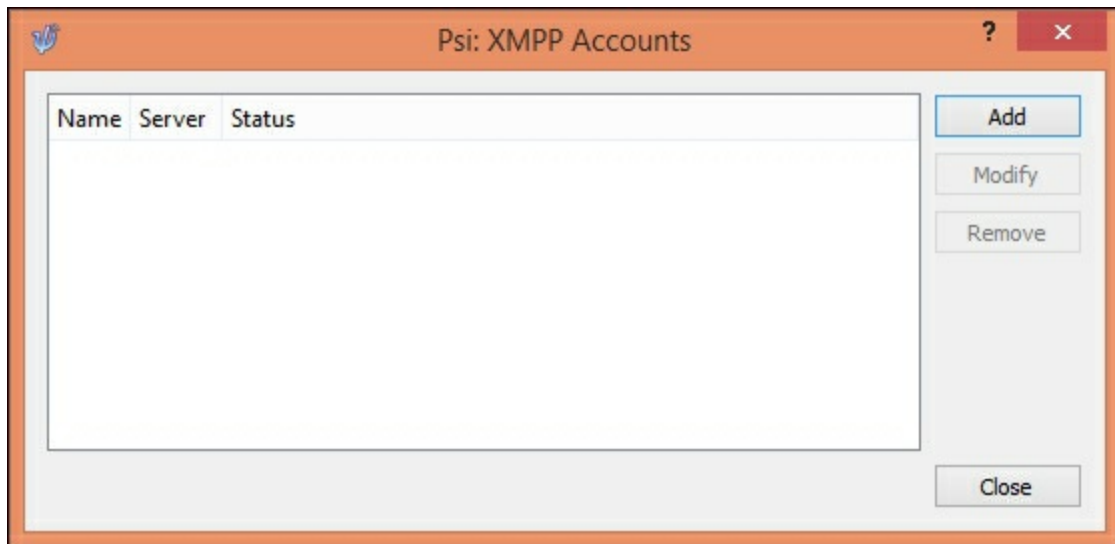 Psi: XMPP Accounts
?
Name Server Status
Add
Modify
Remove
Close